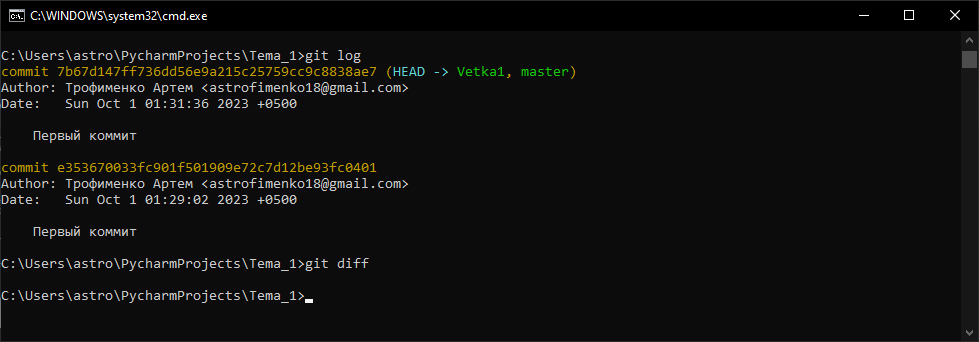 C:\WINDOWS\system32\cmd.exe
C:\Users\astro\PycharmProjects\Tema_1>git log
commit 7b67d147ff736dd56e9a215c25759cc9c8838ae7 (HEAD -> Vetka1, master)
Author: Трофименко Артем <astrofimenko18@gmail.com>
Date:   Sun Oct 1 01:31:36 2023 +0500
Первый коммит
commit e353670033fc901f501909e72c7d12be93fc0401
Author: Трофименко Артем <astrofimenko18@gmail.com>
Date:   Sun Oct 1 01:29:02 2023 +0500
Первый коммит
C:\Users\astro\PycharmProjects\Tema_1>git diff
C:\Users\astro\PycharmProjects\Tema_1>